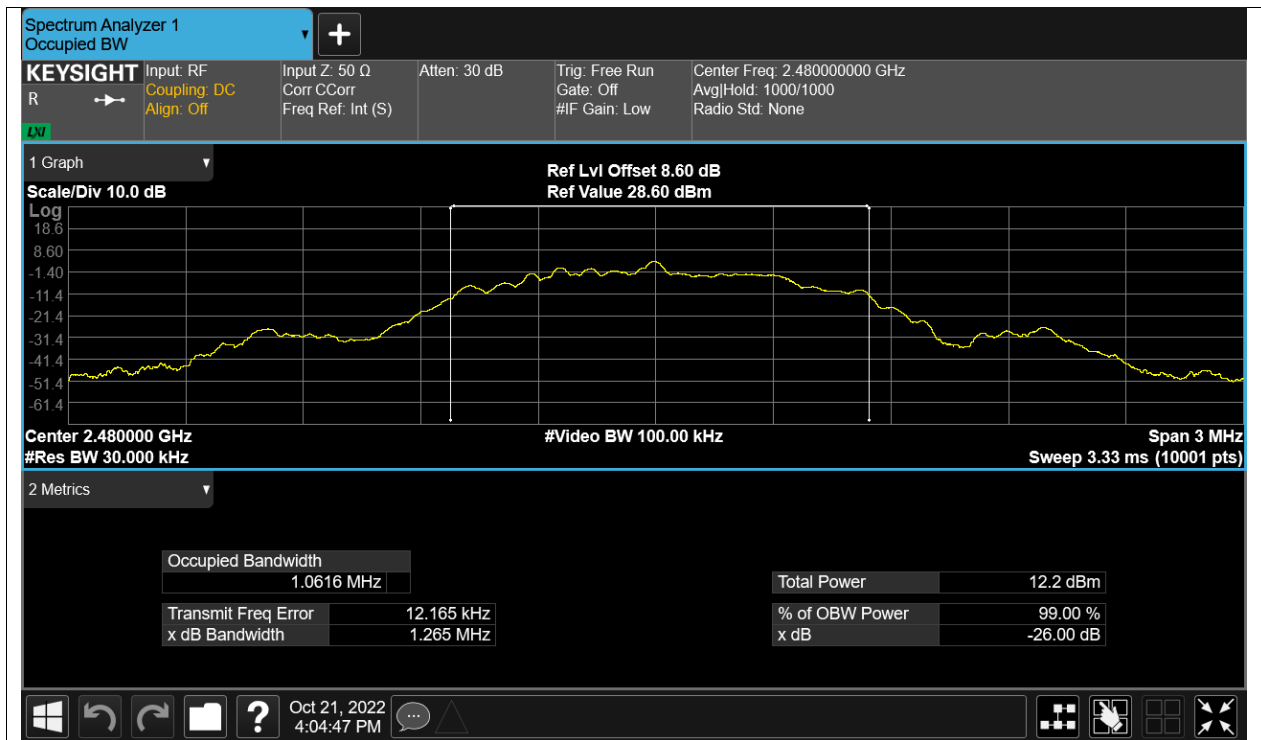 Spectrum Analyzer 1
Occupied BW
KEYSIGHT
R
LXI
Input: RF
Coupling: DC
Align: Off
Input Z: 50 Ω
Corr CCorr
Freq Ref: Int (S)
Atten: 30 dB
Trig: Free Run
Gate: Off
#IF Gain: Low
Center Freq: 2.480000000 GHz
Avg|Hold: 1000/1000
Radio Std: None
1 Graph
Scale/Div 10.0 dB
Ref Lvl Offset 8.60 dB
Ref Value 28.60 dBm
Log
18.6
8.60
-1.40
-11.4
-21.4
-31.4
-41.4
-51.4
-61.4
Center 2.480000 GHz
#Res BW 30.000 kHz
#Video BW 100.00 kHz
Span 3 MHz
Sweep 3.33 ms (10001 pts)
2 Metrics
Occupied Bandwidth
1.0616 MHz
Transmit Freq Error 12.165 kHz
x dB Bandwidth 1.265 MHz
Total Power 12.2 dBm
% of OBW Power 99.00 %
x dB -26.00 dB
?
Oct 21, 2022
4:04:47 PM